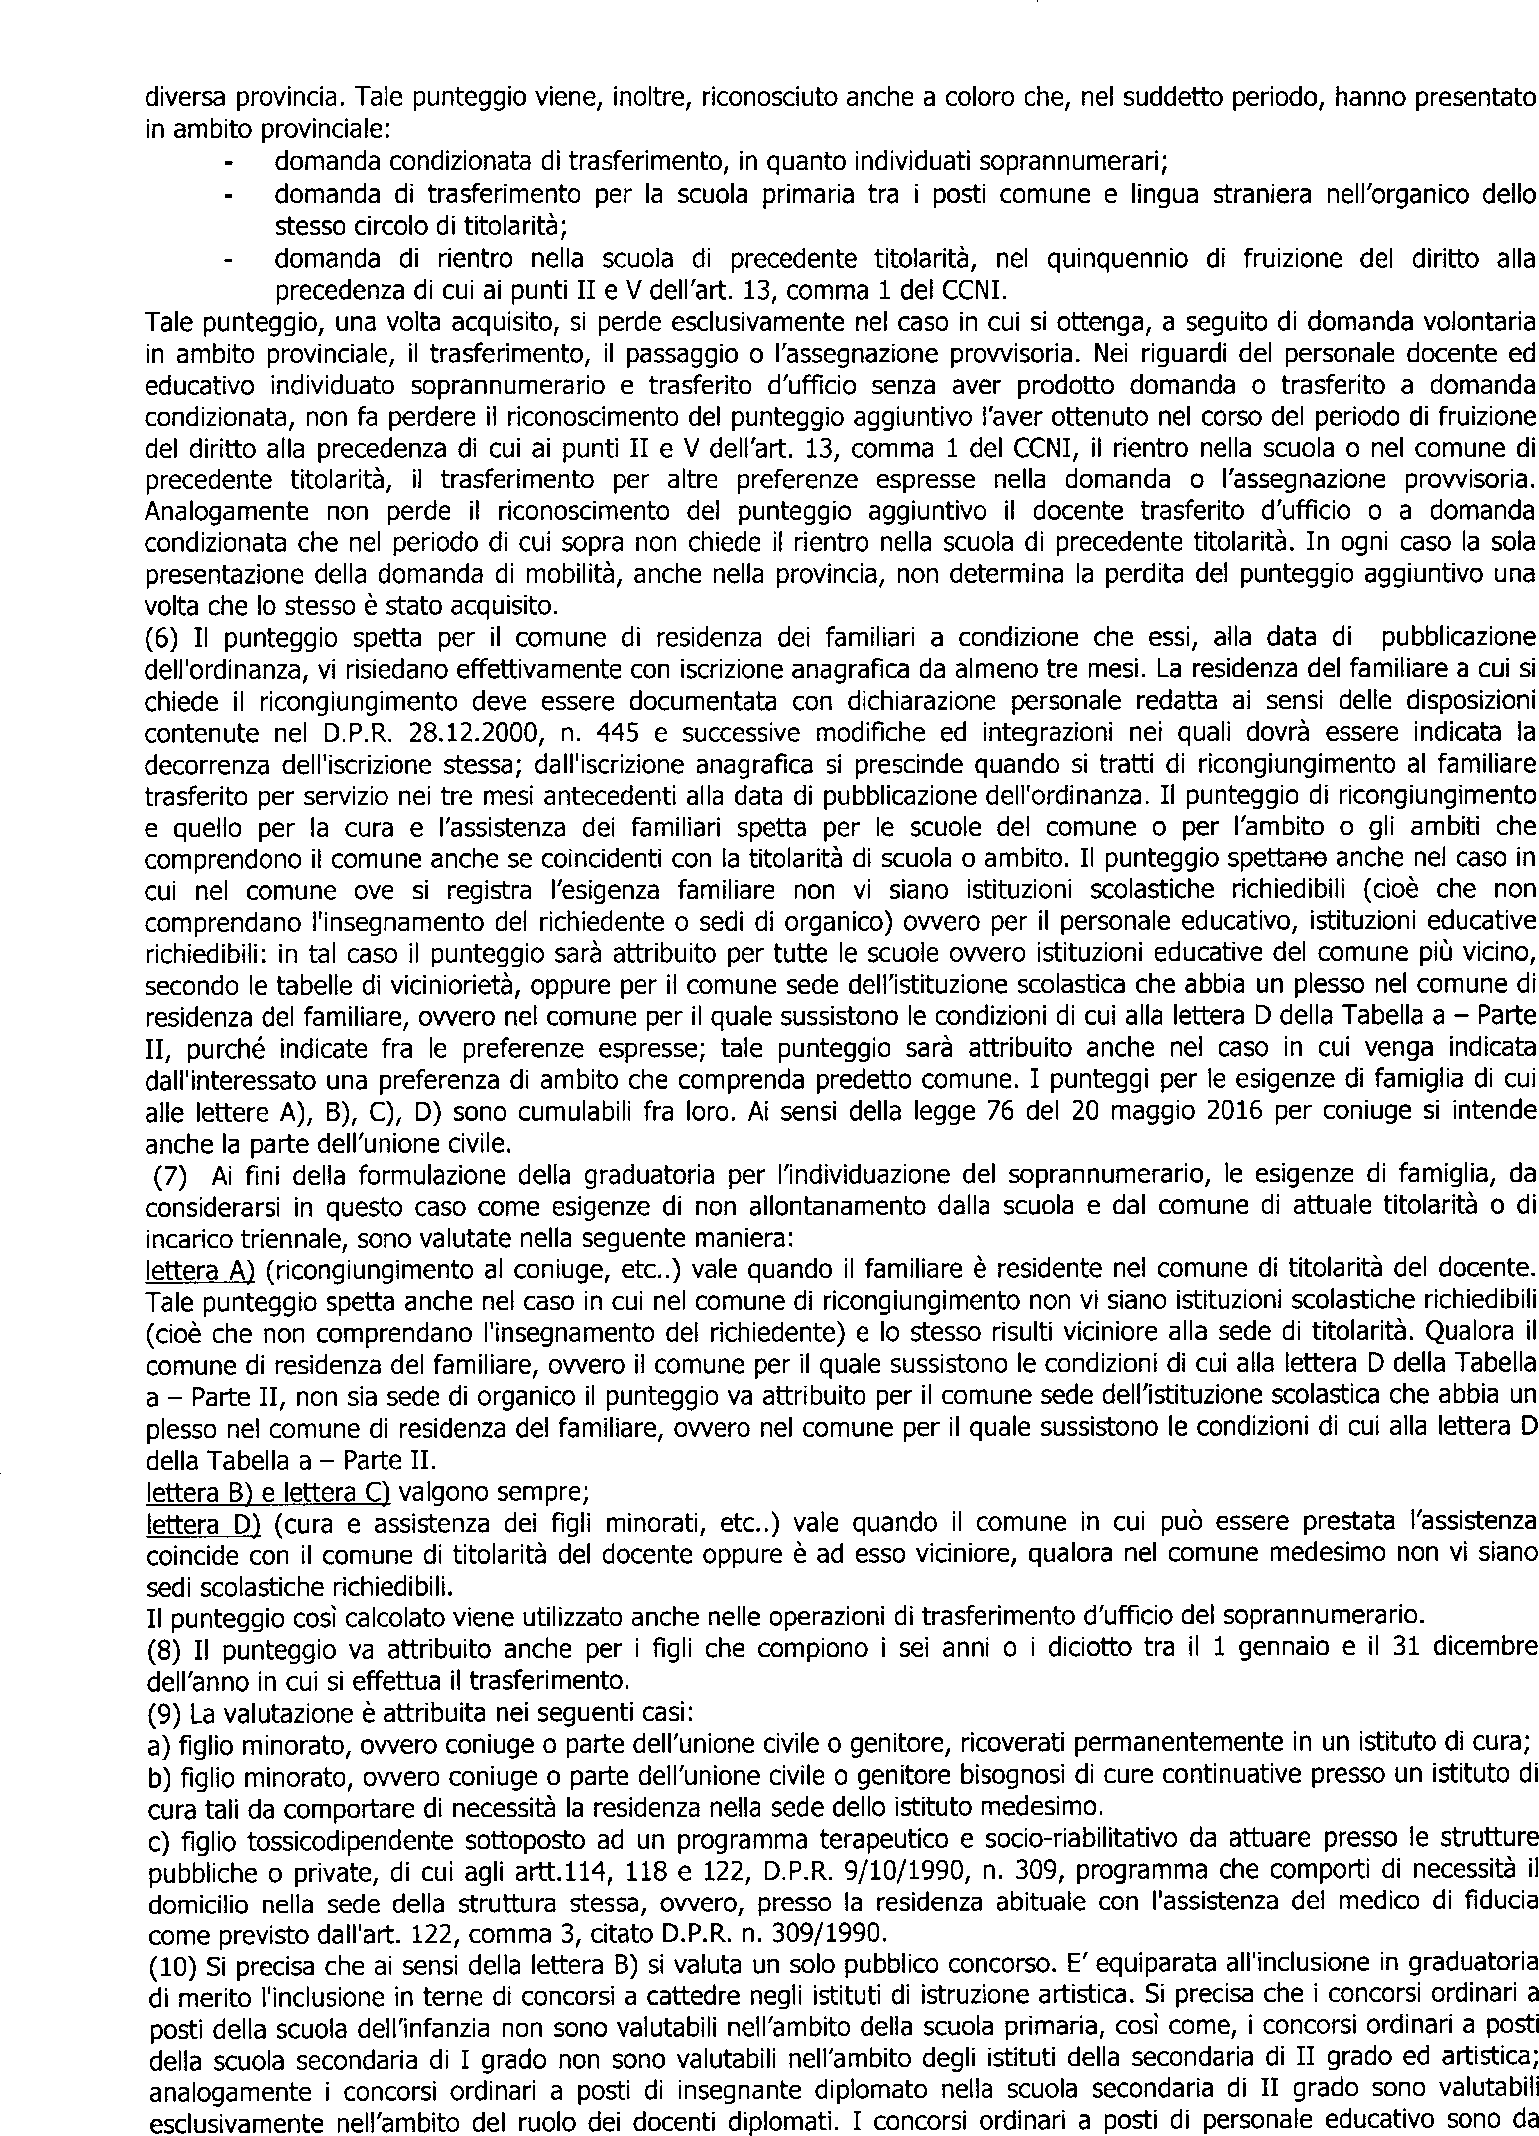 diversa provincia. Tale punteggio viene, inoltre, riconosciuto anche a coloro che, nel suddetto periodo, hanno presentato
in ambito provinciale:
- domanda condizionata di trasferimento, in quanto individuati soprannumerari;
- domanda di trasferimento per la scuola primaria tra i posti comune e lingua straniera nell'organico dello
stesso circolo di titolarità;
- domanda di rientro nella scuola di precedente titolarità, nel quinquennio di fruizione del diritto alla
precedenza di cui ai punti II e V dell'art. 13, comma 1 del CCNI.
Tale punteggio, una volta acquisito, si perde esclusivamente nel caso in cui si ottenga, a seguito di domanda volontaria
in ambito provinciale, il trasferimento, il passaggio o l'assegnazione provvisoria. Nei riguardi del personale docente ed
educativo individuato soprannumerario e trasferito d'ufficio senza aver prodotto domanda o trasferito a domanda
condizionata, non fa perdere il riconoscimento del punteggio aggiuntivo l'aver ottenuto nel corso del periodo di fruizione
del diritto alla precedenza di cui ai punti II e V dell'art. 13, comma 1 del CCNI, il rientro nella scuola o nel comune di
precedente titolarità, il trasferimento per altre preferenze espresse nella domanda o l'assegnazione provvisoria.
Analogamente non perde il riconoscimento del punteggio aggiuntivo il docente trasferito d'ufficio o a domanda
condizionata che nel periodo di cui sopra non chiede il rientro nella scuola di precedente titolarità. In ogni caso la sola
presentazione della domanda di mobilità, anche nella provincia, non determina la perdita del punteggio aggiuntivo una
volta che lo stesso è stato acquisito.
(6) Il punteggio spetta per il comune di residenza dei familiari a condizione che essi, alla data di pubblicazione
dell'ordinanza, vi risiedano effettivamente con iscrizione anagrafica da almeno tre mesi. La residenza del familiare a cui si
chiede il ricongiungimento deve essere documentata con dichiarazione personale redatta ai sensi delle disposizioni
contenute nel D.P.R. 28.12.2000, n. 445 e successive modifiche ed integrazioni nei quali dovrà essere indicata la
decorrenza dell'iscrizione stessa; dall'iscrizione anagrafica si prescinde quando si tratti di ricongiungimento al familiare
trasferito per servizio nei tre mesi antecedenti alla data di pubblicazione dell'ordinanza. Il punteggio di ricongiungimento
e quello per la cura e l'assistenza dei familiari spetta per le scuole del comune o per l'ambito o gli ambiti che
comprendono il comune anche se coincidenti con la titolarità di scuola o ambito. Il punteggio spettano anche nel caso in
cui nel comune ove si registra l'esigenza familiare non vi siano istituzioni scolastiche richiedibili (cioè che non
comprendano l'insegnamento del richiedente o sedi di organico) ovvero per il personale educativo, istituzioni educative
richiedibili: in tal caso il punteggio sarà attribuito per tutte le scuole ovvero istituzioni educative del comune più vicino,
secondo le tabelle di viciniorietà, oppure per il comune sede dell'istituzione scolastica che abbia un plesso nel comune di
residenza del familiare, ovvero nel comune per il quale sussistono le condizioni di cui alla lettera D della Tabella a – Parte
II, purché indicate fra le preferenze espresse; tale punteggio sarà attribuito anche nel caso in cui venga indicata
dall'interessato una preferenza di ambito che comprenda predetto comune. I punteggi per le esigenze di famiglia di cui
alle lettere A), B), C), D) sono cumulabili fra loro. Ai sensi della legge 76 del 20 maggio 2016 per coniuge si intende
anche la parte dell'unione civile.
(7) Ai fini della formulazione della graduatoria per l'individuazione del soprannumerario, le esigenze di famiglia, da
considerarsi in questo caso come esigenze di non allontanamento dalla scuola e dal comune di attuale titolarità o di
incarico triennale, sono valutate nella seguente maniera:
lettera A) (ricongiungimento al coniuge, etc..) vale quando il familiare è residente nel comune di titolarità del docente.
Tale punteggio spetta anche nel caso in cui nel comune di ricongiungimento non vi siano istituzioni scolastiche richiedibili
(cioè che non comprendano l'insegnamento del richiedente) e lo stesso risulti viciniore alla sede di titolarità. Qualora il
comune di residenza del familiare, ovvero il comune per il quale sussistono le condizioni di cui alla lettera D della Tabella
a – Parte II, non sia sede di organico il punteggio va attribuito per il comune sede dell'istituzione scolastica che abbia un
plesso nel comune di residenza del familiare, ovvero nel comune per il quale sussistono le condizioni di cui alla lettera D
della Tabella a – Parte II.
lettera B) e lettera C) valgono sempre;
lettera D) (cura e assistenza dei figli minorati, etc..) vale quando il comune in cui può essere prestata l'assistenza
coincide con il comune di titolarità del docente oppure è ad esso viciniore, qualora nel comune medesimo non vi siano
sedi scolastiche richiedibili.
Il punteggio così calcolato viene utilizzato anche nelle operazioni di trasferimento d'ufficio del soprannumerario.
(8) Il punteggio va attribuito anche per i figli che compiono i sei anni o i diciotto tra il 1 gennaio e il 31 dicembre
dell'anno in cui si effettua il trasferimento.
(9) La valutazione è attribuita nei seguenti casi:
a) figlio minorato, ovvero coniuge o parte dell'unione civile o genitore, ricoverati permanentemente in un istituto di cura;
b) figlio minorato, ovvero coniuge o parte dell'unione civile o genitore bisognosi di cure continuative presso un istituto di
cura tali da comportare di necessità la residenza nella sede dello istituto medesimo.
c) figlio tossicodipendente sottoposto ad un programma terapeutico e socio-riabilitativo da attuare presso le strutture
pubbliche o private, di cui agli artt.114, 118 e 122, D.P.R. 9/10/1990, n. 309, programma che comporti di necessità il
domicilio nella sede della struttura stessa, ovvero, presso la residenza abituale con l'assistenza del medico di fiducia
come previsto dall'art. 122, comma 3, citato D.P.R. n. 309/1990.
(10) Si precisa che ai sensi della lettera B) si valuta un solo pubblico concorso. E' equiparata all'inclusione in graduatoria
di merito l'inclusione in terne di concorsi a cattedre negli istituti di istruzione artistica. Si precisa che i concorsi ordinari a
posti della scuola dell'infanzia non sono valutabili nell'ambito della scuola primaria, così come, i concorsi ordinari a posti
della scuola secondaria di I grado non sono valutabili nell'ambito degli istituti della secondaria di II grado ed artistica;
analogamente i concorsi ordinari a posti di insegnante diplomato nella scuola secondaria di II grado sono valutabili
esclusivamente nell'ambito del ruolo dei docenti diplomati. I concorsi ordinari a posti di personale educativo sono da